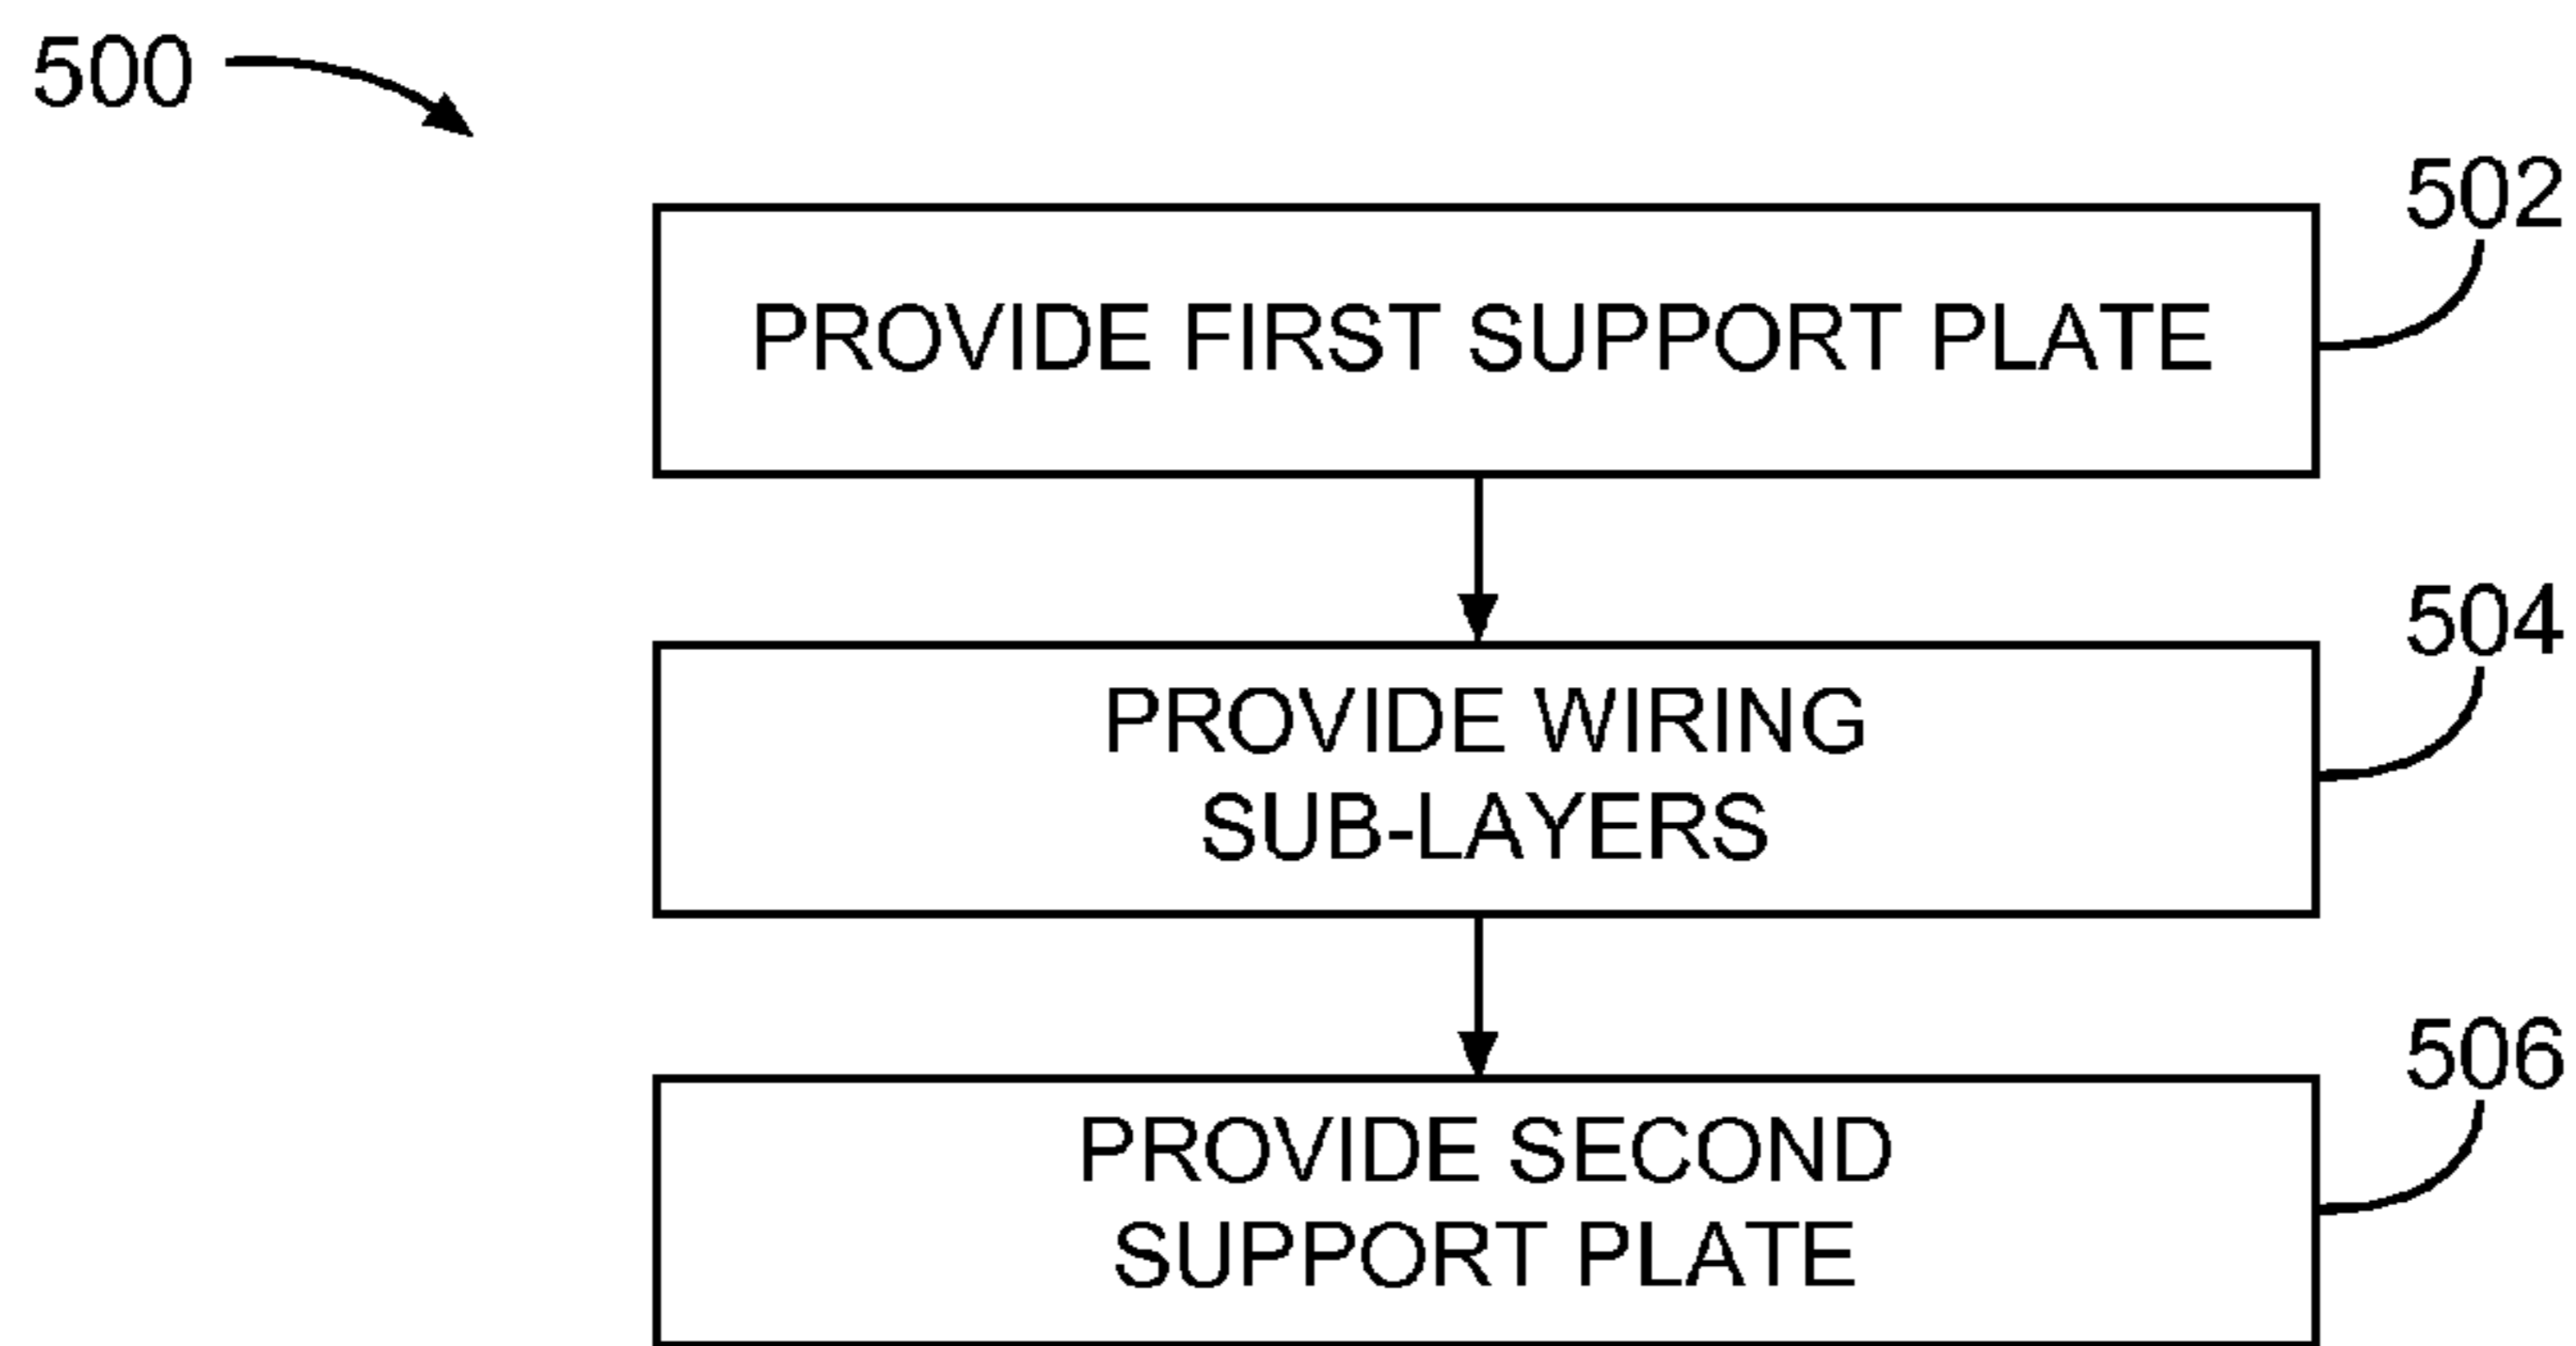 500
502
PROVIDE FIRST SUPPORT PLATE
504
PROVIDE WIRING
SUB-LAYERS
506
PROVIDE SECOND
SUPPORT PLATE